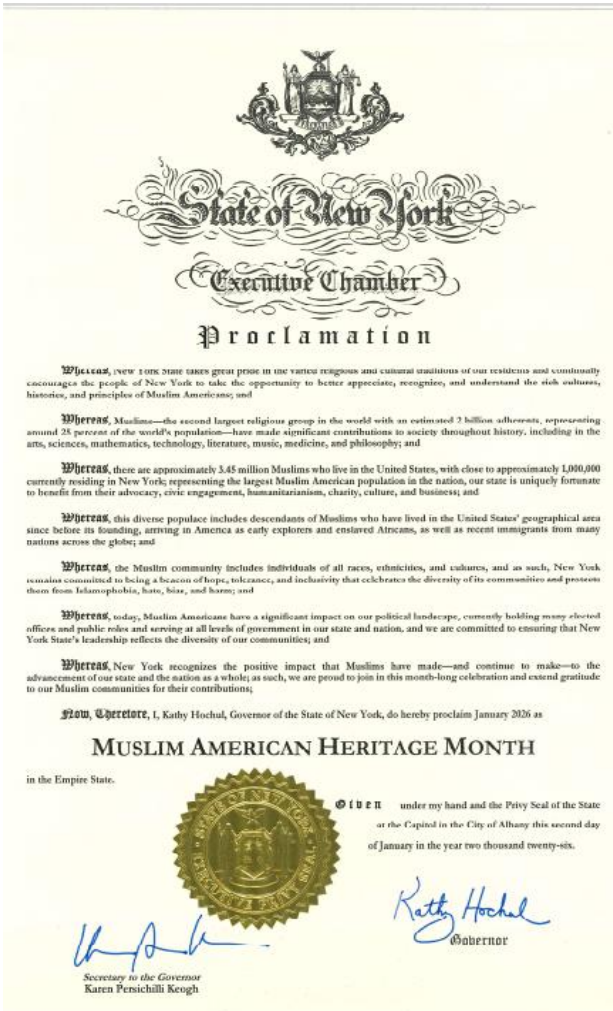 State of New York
Executive Chamber
Proclamation
Whereas, New York State takes great pride in the varied religious and cultural traditions of our residents and continually
encourages the people of New York to take the opportunity to better appreciate, recognize, and understand the rich cultures,
histories, and principles of Muslim Americans; and
Whereas, Muslims—the second largest religious group in the world with an estimated 2 billion adherents, representing
around 25 percent of the world's population—have made significant contributions to society throughout history, including in the
arts, sciences, mathematics, technology, literature, music, medicine, and philosophy; and
Whereas, there are approximately 3.45 million Muslims who live in the United States, with close to approximately 1,000,000
currently residing in New York; representing the largest Muslim American population in the nation, our state is uniquely fortunate
to benefit from their advocacy, civic engagement, humanitarianism, charity, culture, and business; and
Whereas, this diverse populace includes descendants of Muslims who have lived in the United States' geographical area
since before its founding, arriving in America as early explorers and enslaved Africans, as well as recent immigrants from many
nations across the globe; and
Whereas, the Muslim community includes individuals of all races, ethnicities, and cultures, and as such, New York
remains committed to being a beacon of hope, tolerance, and inclusivity that celebrates the diversity of its communities and protects
them from Islamophobia, hate, bias, and harm; and
Whereas, today, Muslim Americans have a significant impact on our political landscape, currently holding many elected
offices and public roles and serving at all levels of government in our state and nation, and we are committed to ensuring that New
York State's leadership reflects the diversity of our communities; and
Whereas, New York recognizes the positive impact that Muslims have made—and continue to make—to the
advancement of our state and the nation as a whole; as such, we are proud to join in this month-long celebration and extend gratitude
to our Muslim communities for their contributions;
Now, Therefore, I, Kathy Hochul, Governor of the State of New York, do hereby proclaim January 2026 as
MUSLIM AMERICAN HERITAGE MONTH
in the Empire State.
STATE OF NEW YORK
EXECUTIVE PRIVY SEAL
Given under my hand and the Privy Seal of the State
at the Capitol in the City of Albany this second day
of January in the year two thousand twenty-six.
Kathy Hochul
Governor
Secretary to the Governor
Karen Persichilli Keogh